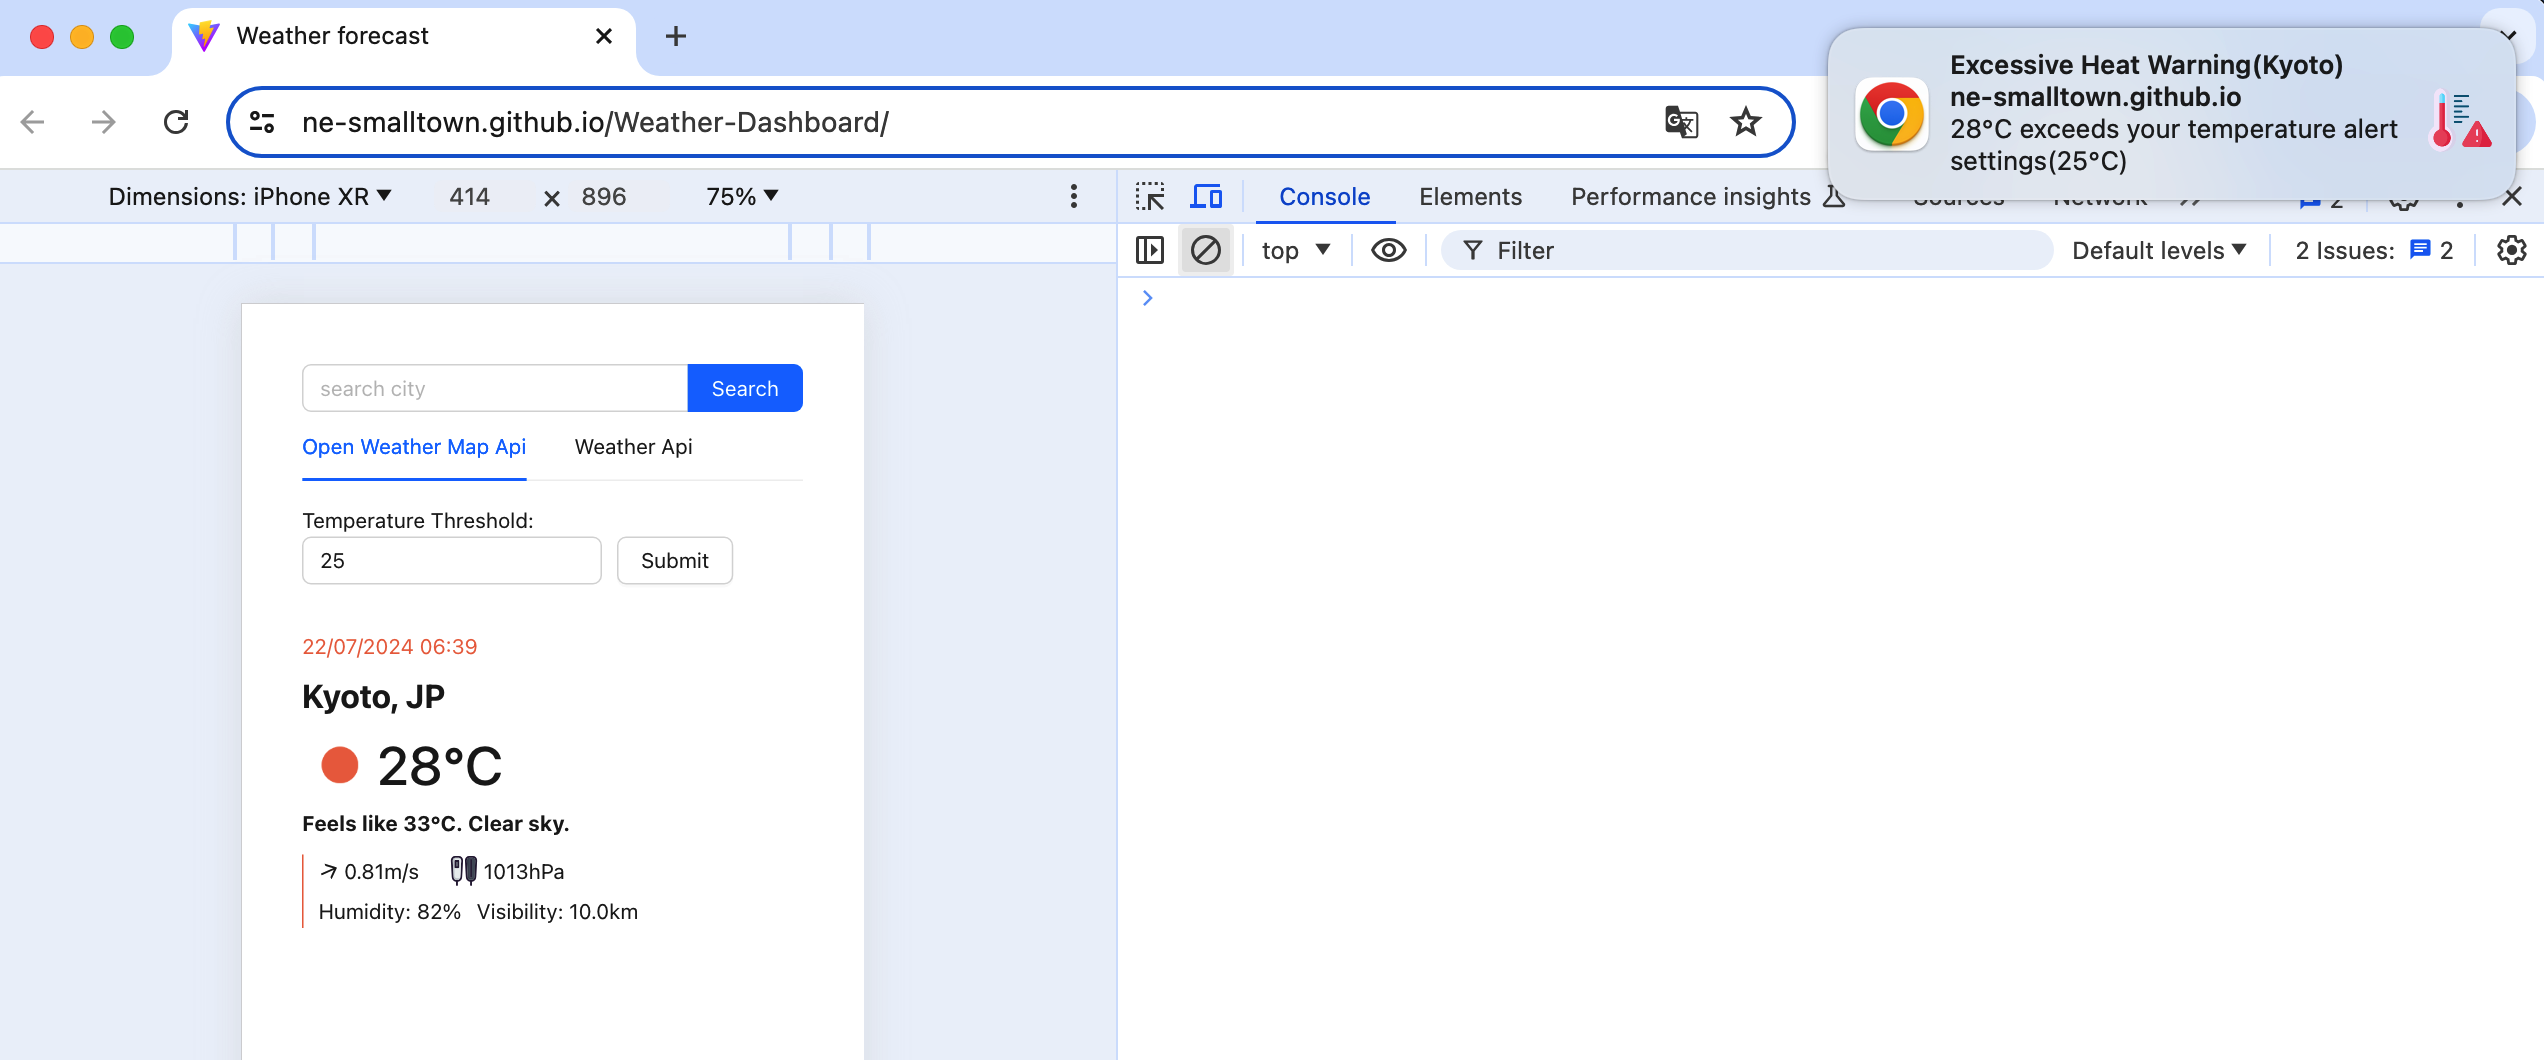 Weather forecast
ne-smalltown.github.io/Weather-Dashboard/
Excessive Heat Warning(Kyoto)
ne-smalltown.github.io
28°C exceeds your temperature alert
settings(25°C)
Dimensions: iPhone XR 414 × 896 75%
Console Elements Performance insights Sources Network 2
top Filter Default levels 2 Issues: 2
search city Search
Open Weather Map Api Weather Api
Temperature Threshold:
25 Submit
22/07/2024 06:39
Kyoto, JP
28°C
Feels like 33°C. Clear sky.
0.81m/s 1013hPa
Humidity: 82% Visibility: 10.0km